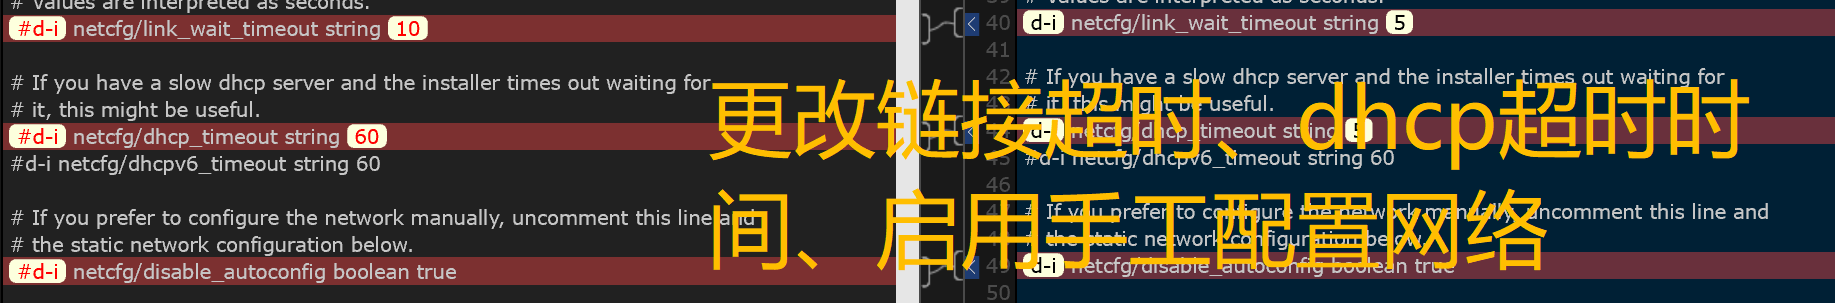 # Values are interpreted as seconds.
#d-i netcfg/link_wait_timeout string 10
# If you have a slow dhcp server and the installer times out waiting for
# it, this might be useful.
#d-i netcfg/dhcp_timeout string 60
#d-i netcfg/dhcpv6_timeout string 60
# If you prefer to configure the network manually, uncomment this line and
# the static network configuration below.
#d-i netcfg/disable_autoconfig boolean true
39 # Values are interpreted as seconds.
40 d-i netcfg/link_wait_timeout string 5
41
42 # If you have a slow dhcp server and the installer times out waiting for
# it, this might be useful.
d-i netcfg/dhcp_timeout string 5
45 #d-i netcfg/dhcpv6_timeout string 60
46
# If you prefer to configure the network manually, uncomment this line and
# the static network configuration below.
49 d-i netcfg/disable_autoconfig boolean true
50
更改链接超时、dhcp超时时
间、启用手工配置网络